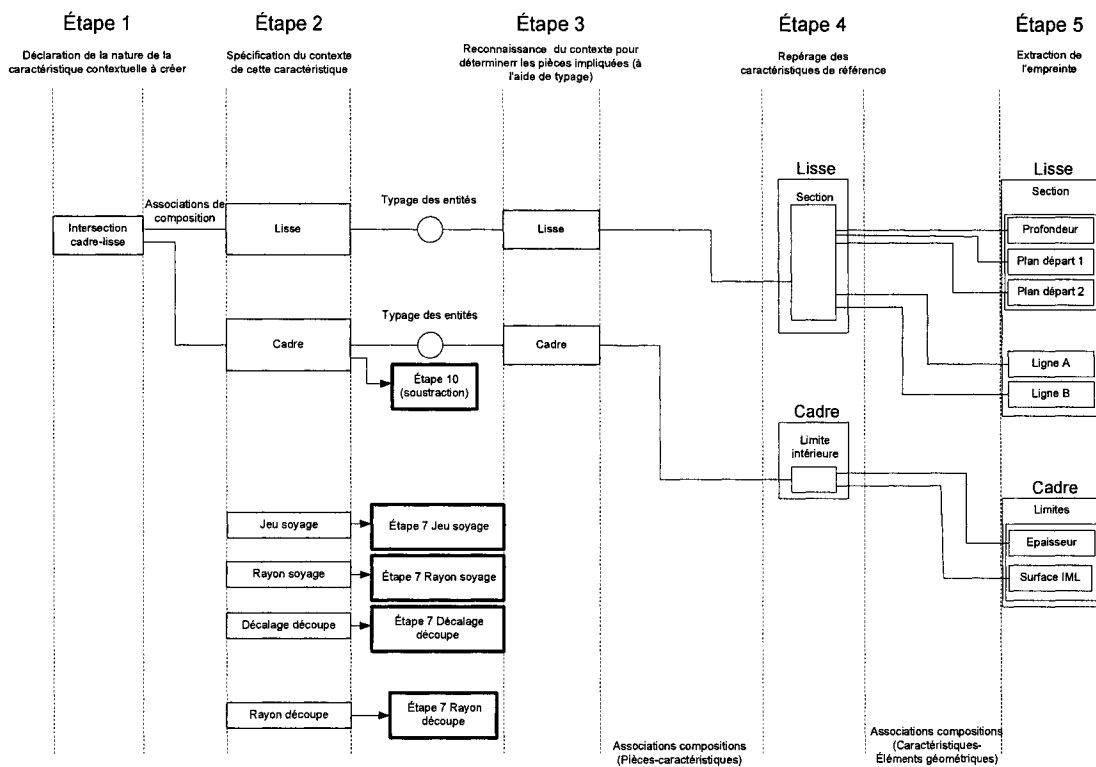 Étape 1
Étape 2
Étape 3
Étape 4
Étape 5
Déclaration de la nature de la
caractéristique contextuelle à créer
Spécification du contexte
de cette caractéristique
Reconnaissance du contexte pour
déterminerr les pièces impliquées (à
l'aide de typage)
Repérage des
caractéristiques de référence
Extraction de
l'empreinte
Intersection
cadre-lisse
Associations de
composition
Lisse
Typage des entités
Lisse
Lisse
Section
Lisse
Section
Profondeur
Plan départ 1
Plan départ 2
Ligne A
Ligne B
Cadre
Typage des entités
Cadre
Étape 10
(soustraction)
Cadre
Limite
intérieure
Cadre
Limites
Epaisseur
Surface IML
Jeu soyage
Étape 7 Jeu soyage
Rayon soyage
Étape 7 Rayon soyage
Décalage découpe
Étape 7 Décalage
découpe
Rayon découpe
Étape 7 Rayon
découpe
Associations compositions
(Pièces-caractéristiques)
Associations compositions
(Caractéristiques-
Éléments géométriques)